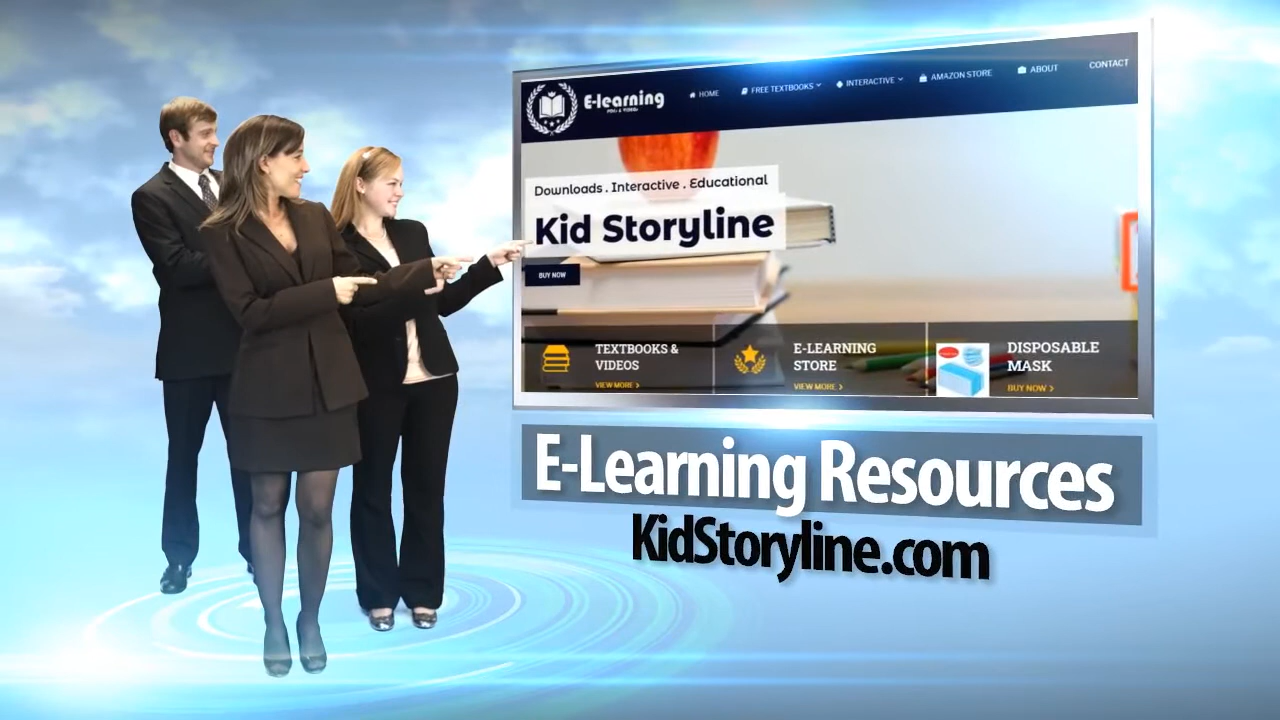 E-learning
HOME
FREE TEXTBOOKS
INTERACTIVE
AMAZON STORE
ABOUT
CONTACT
Downloads . Interactive . Educational
Kid Storyline
BUY NOW
TEXTBOOKS &
VIDEOS
VIEW MORE >
E-LEARNING
STORE
VIEW MORE >
DISPOSABLE
MASK
BUY NOW >
E-Learning Resources
KidStoryline.com